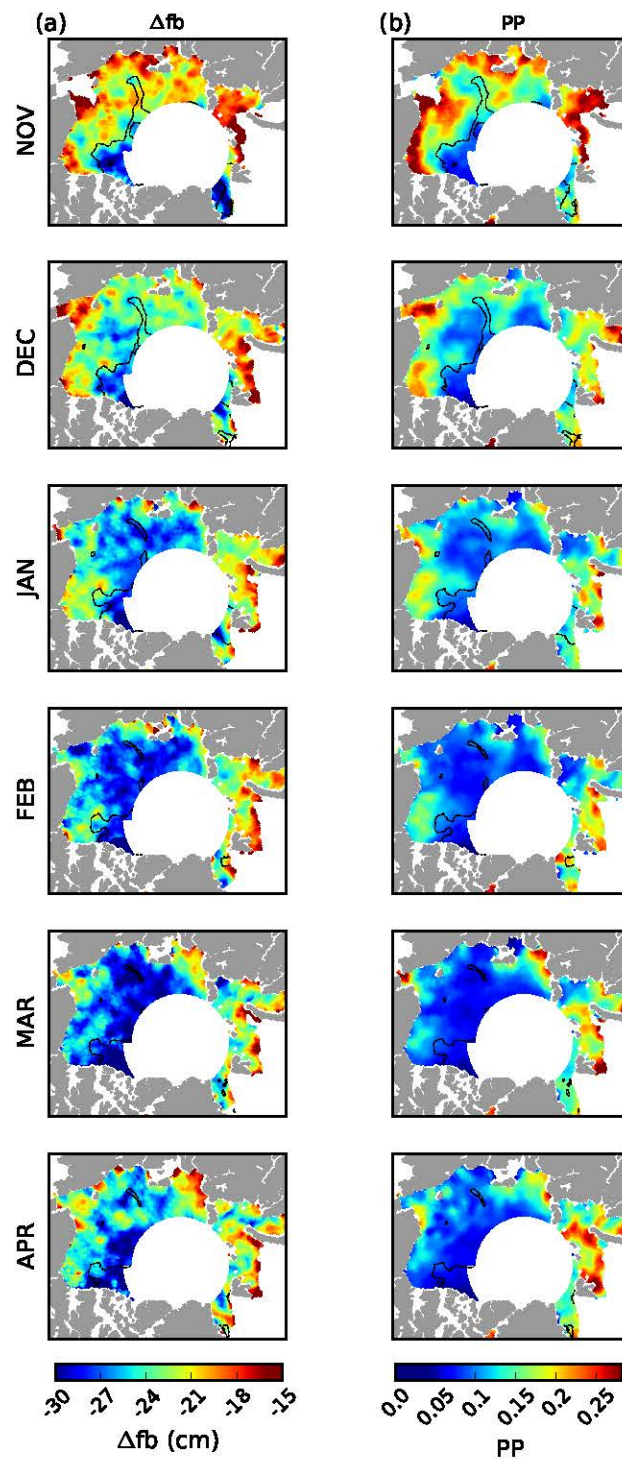 (a) Δfb (b) PP
NOV
DEC
JAN
FEB
MAR
APR
-30 -27 -24 -21 -18 -15 0.0 0.05 0.1 0.15 0.2 0.25
Δfb (cm) PP